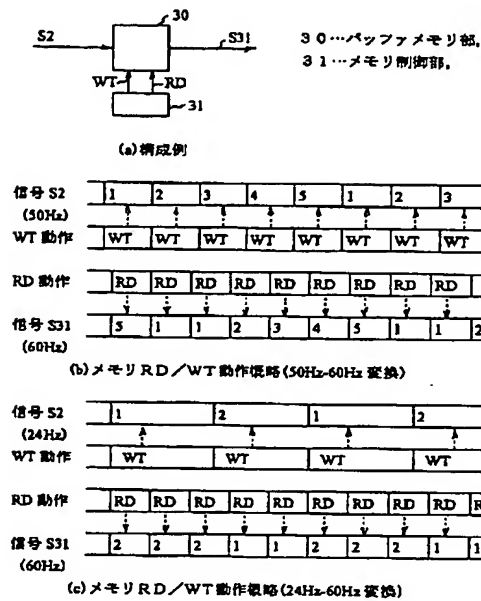 30
S2
S31
30…バッファメモリ部,
31…メモリ制御部,
WT
RD
31
(a)構成例
信号 S2 1 2 3 4 5 1 2 3
(50Hz)
WT 動作 WT WT WT WT WT WT WT WT
RD 動作 RD RD RD RD RD RD RD RD RD
信号 S31 5 1 1 2 3 4 5 1 1 2
(60Hz)
(b)メモリRD/WT動作概略(50Hz-60Hz 変換)
信号 S2 1 2 1 2
(24Hz)
WT 動作 WT WT WT WT
RD 動作 RD RD RD RD RD RD RD RD RD R
信号 S31 2 2 2 1 1 2 2 2 1 1
(60Hz)
(c)メモリRD/WT動作概略(24Hz-60Hz 変換)